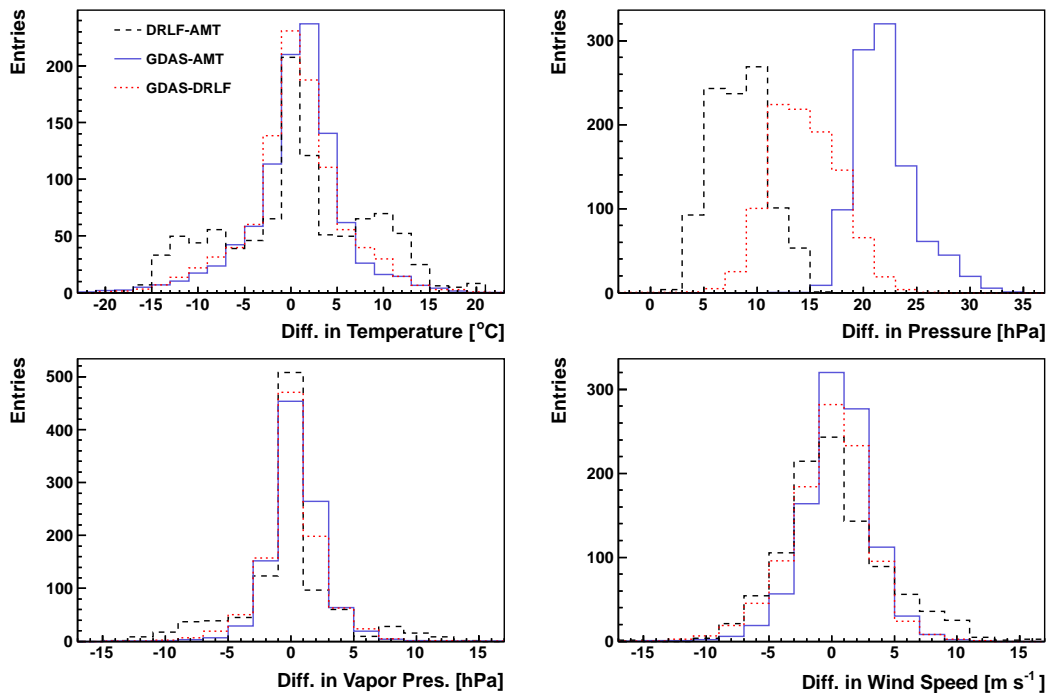 Entries
DRLF-AMT
GDAS-AMT
GDAS-DRLF
200
150
100
50
0
-20 -15 -10 -5 0 5 10 15 20
Diff. in Temperature [°C]
Entries
300
200
100
0
0 5 10 15 20 25 30 35
Diff. in Pressure [hPa]
Entries
500
400
300
200
100
0
-15 -10 -5 0 5 10 15
Diff. in Vapor Pres. [hPa]
Entries
300
200
100
0
-15 -10 -5 0 5 10 15
Diff. in Wind Speed [m s⁻¹]